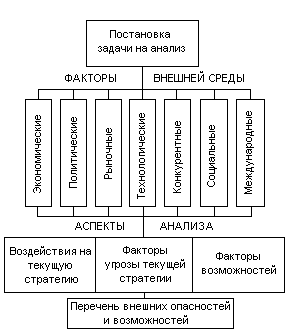 Постановка
задачи на анализ
ФАКТОРЫ ВНЕШНЕЙ СРЕДЫ
Экономические
Политические
Рыночные
Технологические
Конкурентные
Социальные
Международные
АСПЕКТЫ АНАЛИЗА
Воздействия на
текущую
стратегию
Факторы
угрозы текущей
стратегии
Факторы
возможностей
Перечень внешних опасностей
и возможностей